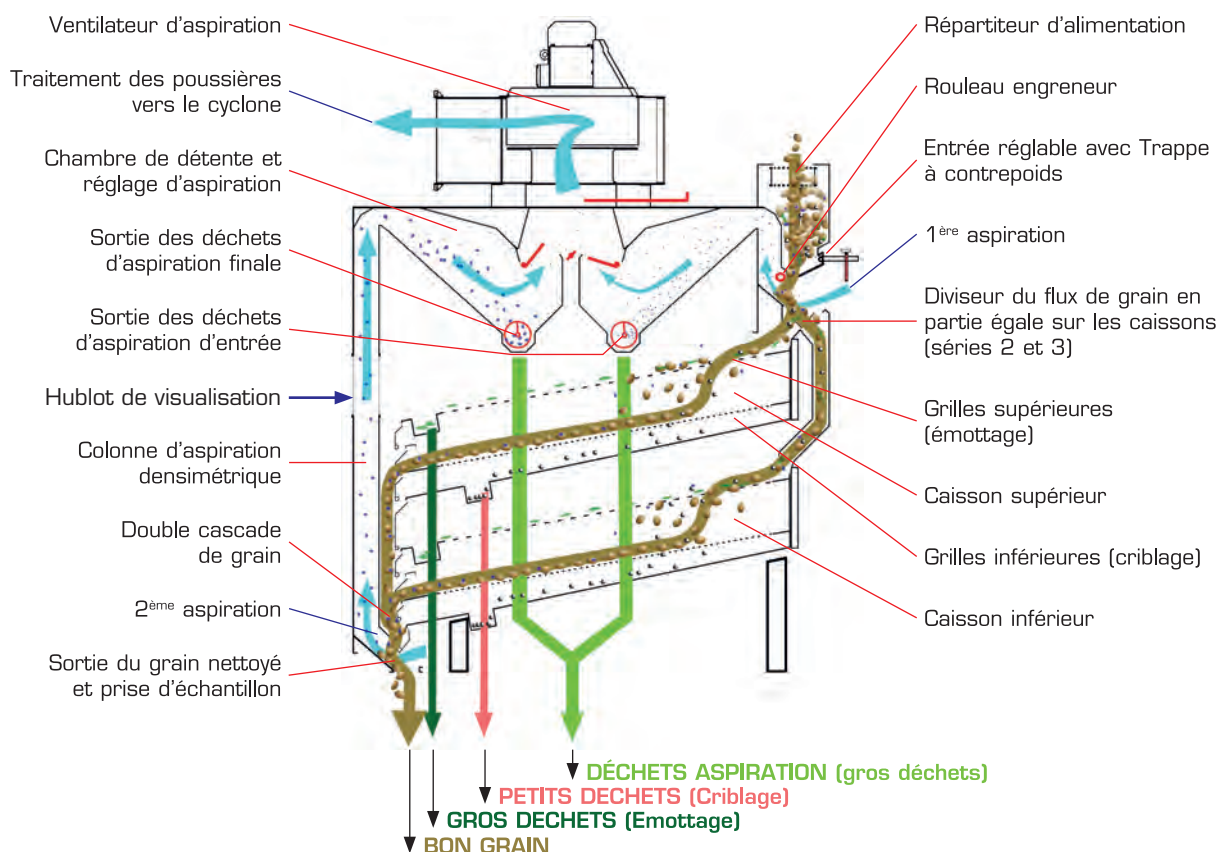 Ventilateur d'aspiration
Traitement des poussières
vers le cyclone
Chambre de détente et
réglage d'aspiration
Sortie des déchets
d'aspiration finale
Sortie des déchets
d'aspiration d'entrée
Hublot de visualisation
Colonne d'aspiration
densimétrique
Double cascade
de grain
2ème aspiration
Sortie du grain nettoyé
et prise d'échantillon
Répartiteur d'alimentation
Rouleau engreneur
Entrée réglable avec Trappe
à contrepoids
1ère aspiration
Diviseur du flux de grain en
partie égale sur les caissons
(séries 2 et 3)
Grilles supérieures
(émottage)
Caisson supérieur
Grilles inférieures (criblage)
Caisson inférieur
DÉCHETS ASPIRATION (gros déchets)
PETITS DECHETS (Criblage)
GROS DECHETS (Emottage)
BON GRAIN